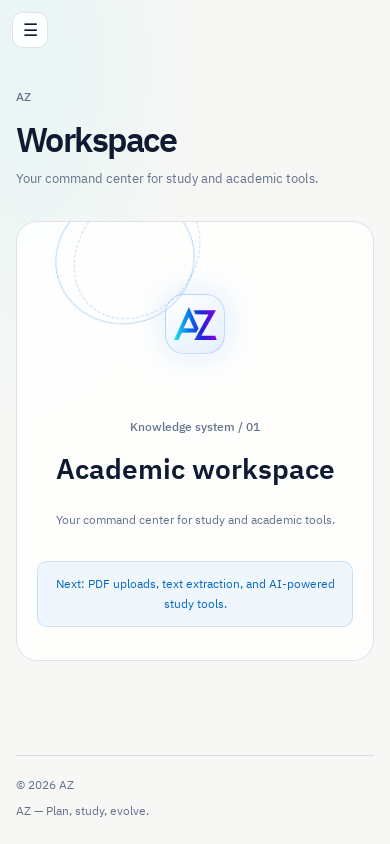 AZ
Workspace
Your command center for study and academic tools.
AZ
Knowledge system / 01
Academic workspace
Your command center for study and academic tools.
Next: PDF uploads, text extraction, and AI-powered
study tools.
© 2026 AZ
AZ — Plan, study, evolve.